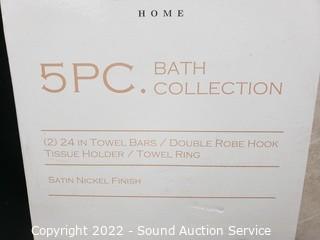 HOME
5PC. BATH
COLLECTION
(2) 24 IN TOWEL BARS / DOUBLE ROBE HOOK
TISSUE HOLDER / TOWEL RING
SATIN NICKEL FINISH
Copyright 2022 - Sound Auction Service